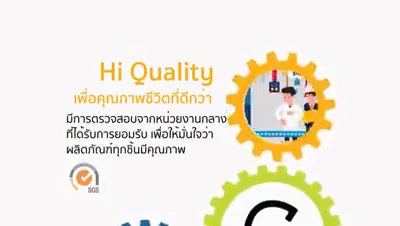 Hi Quality
เพื่อคุณภาพชีวิตที่ดีกว่า
มีการตรวจสอบจากหน่วยงานกลาง
ที่ได้รับการยอมรับ เพื่อให้มั่นใจว่า
ผลิตภัณฑ์ทุกชิ้นมีคุณภาพ
SGS